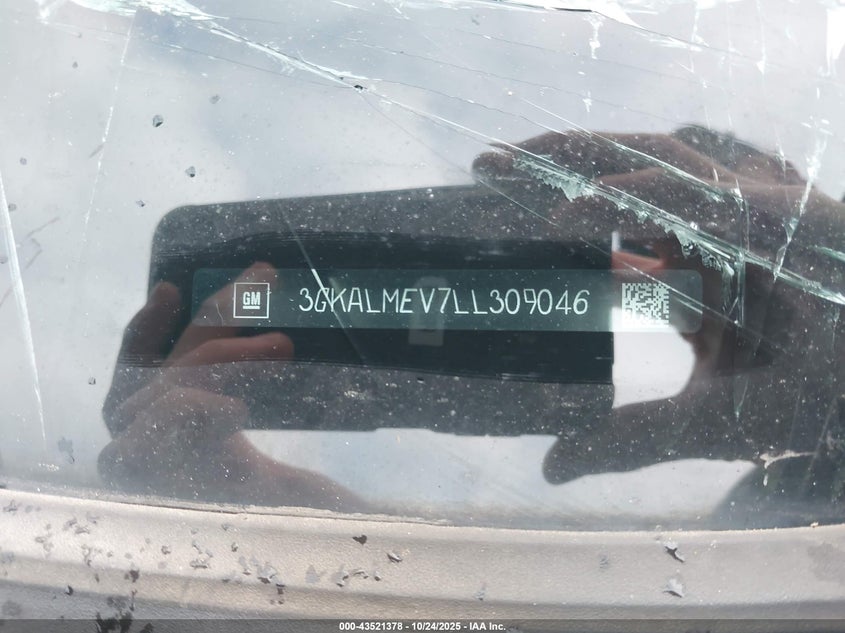 GM 3GKALMEV7LL309046
000-43521378 - 10/24/2025 - IAA Inc.